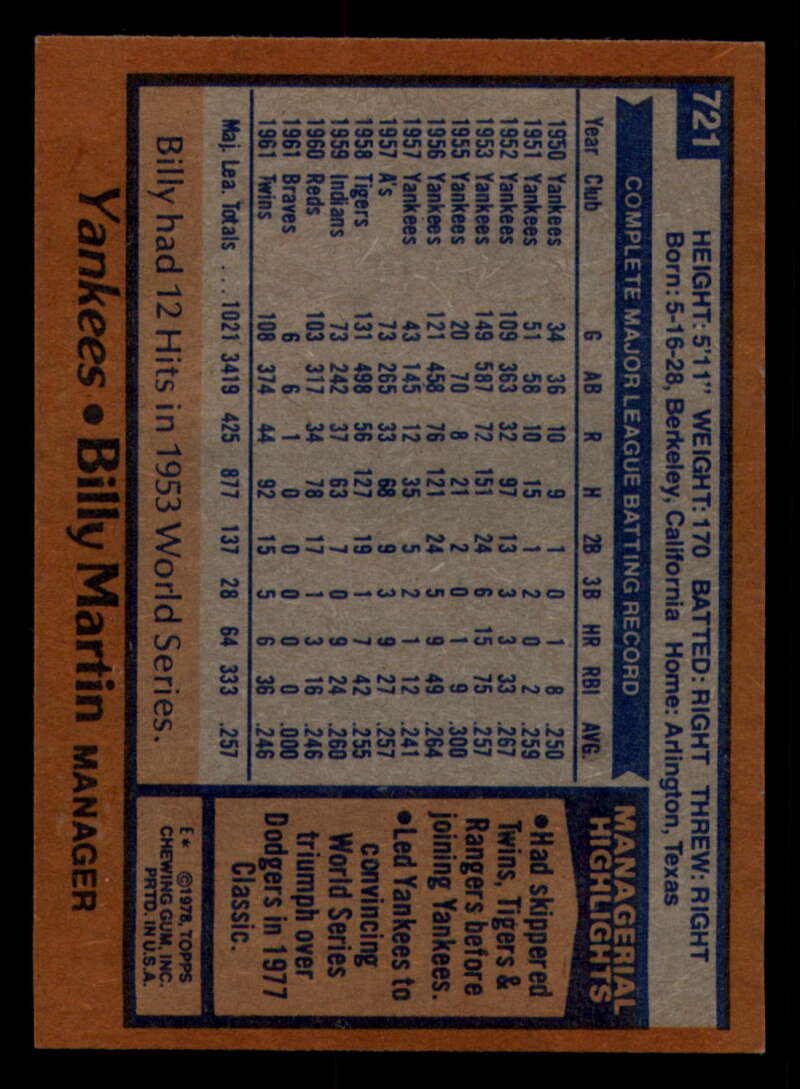 721
HEIGHT: 5'11" WEIGHT: 170 BATTED: RIGHT THREW: RIGHT
Born: 5-16-28, Berkeley, California Home: Arlington, Texas
COMPLETE MAJOR LEAGUE BATTING RECORD
Year Club G AB R H 2B 3B HR RBI AVG.
1950 Yankees 34 36 10 9 1 0 1 8 .250
1951 Yankees 51 58 10 15 1 2 0 2 .259
1952 Yankees 109 363 32 97 13 3 3 33 .267
1953 Yankees 149 587 72 151 24 6 15 75 .257
1955 Yankees 20 70 8 21 2 0 1 9 .300
1956 Yankees 121 458 76 121 24 5 9 49 .264
1957 Yankees 43 145 12 35 5 2 1 12 .241
1957 A's 73 265 33 68 9 3 9 27 .257
1958 Tigers 131 498 56 127 19 1 7 42 .255
1959 Indians 73 242 37 63 7 0 9 24 .260
1960 Reds 103 317 34 78 17 1 3 16 .246
1961 Braves 6 6 1 0 0 0 0 0 .000
1961 Twins 108 374 44 92 15 5 6 36 .246
Maj. Lea. Totals ... 1021 3419 425 877 137 28 64 333 .257
MANAGERIAL
HIGHLIGHTS
•Had skippered
Twins, Tigers &
Rangers before
joining Yankees.
•Led Yankees to
convincing
World Series
triumph over
Dodgers in 1977
Classic.
Billy had 12 Hits in 1953 World Series.
E* ©1978, TOPPS
CHEWING GUM, INC.
PRTD. IN U.S.A.
Yankees • Billy Martin MANAGER